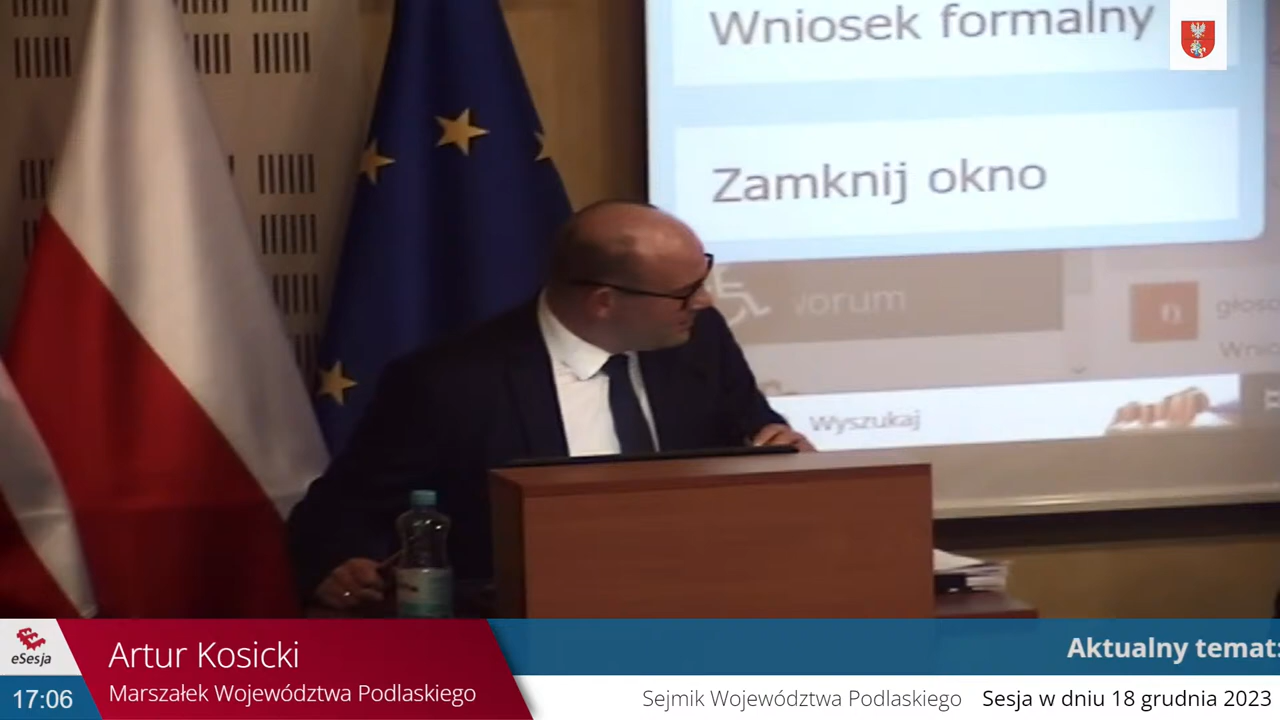 Wniosek formalny
Zamknij okno
Wyszukaj
eSesja
17:06
Artur Kosicki
Marszałek Województwa Podlaskiego
Aktualny temat:
Sejmik Województwa Podlaskiego
Sesja w dniu 18 grudnia 2023